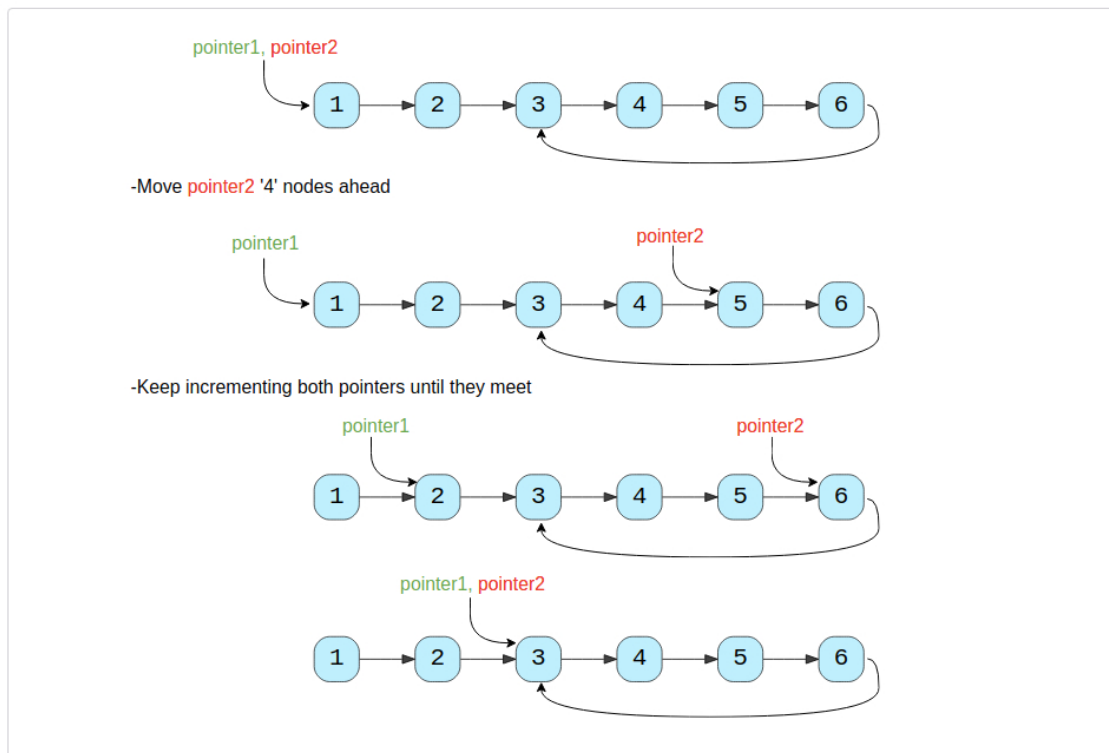 pointer1, pointer2
1 2 3 4 5 6
-Move pointer2 '4' nodes ahead
pointer1 pointer2
1 2 3 4 5 6
-Keep incrementing both pointers until they meet
pointer1 pointer2
1 2 3 4 5 6
pointer1, pointer2
1 2 3 4 5 6